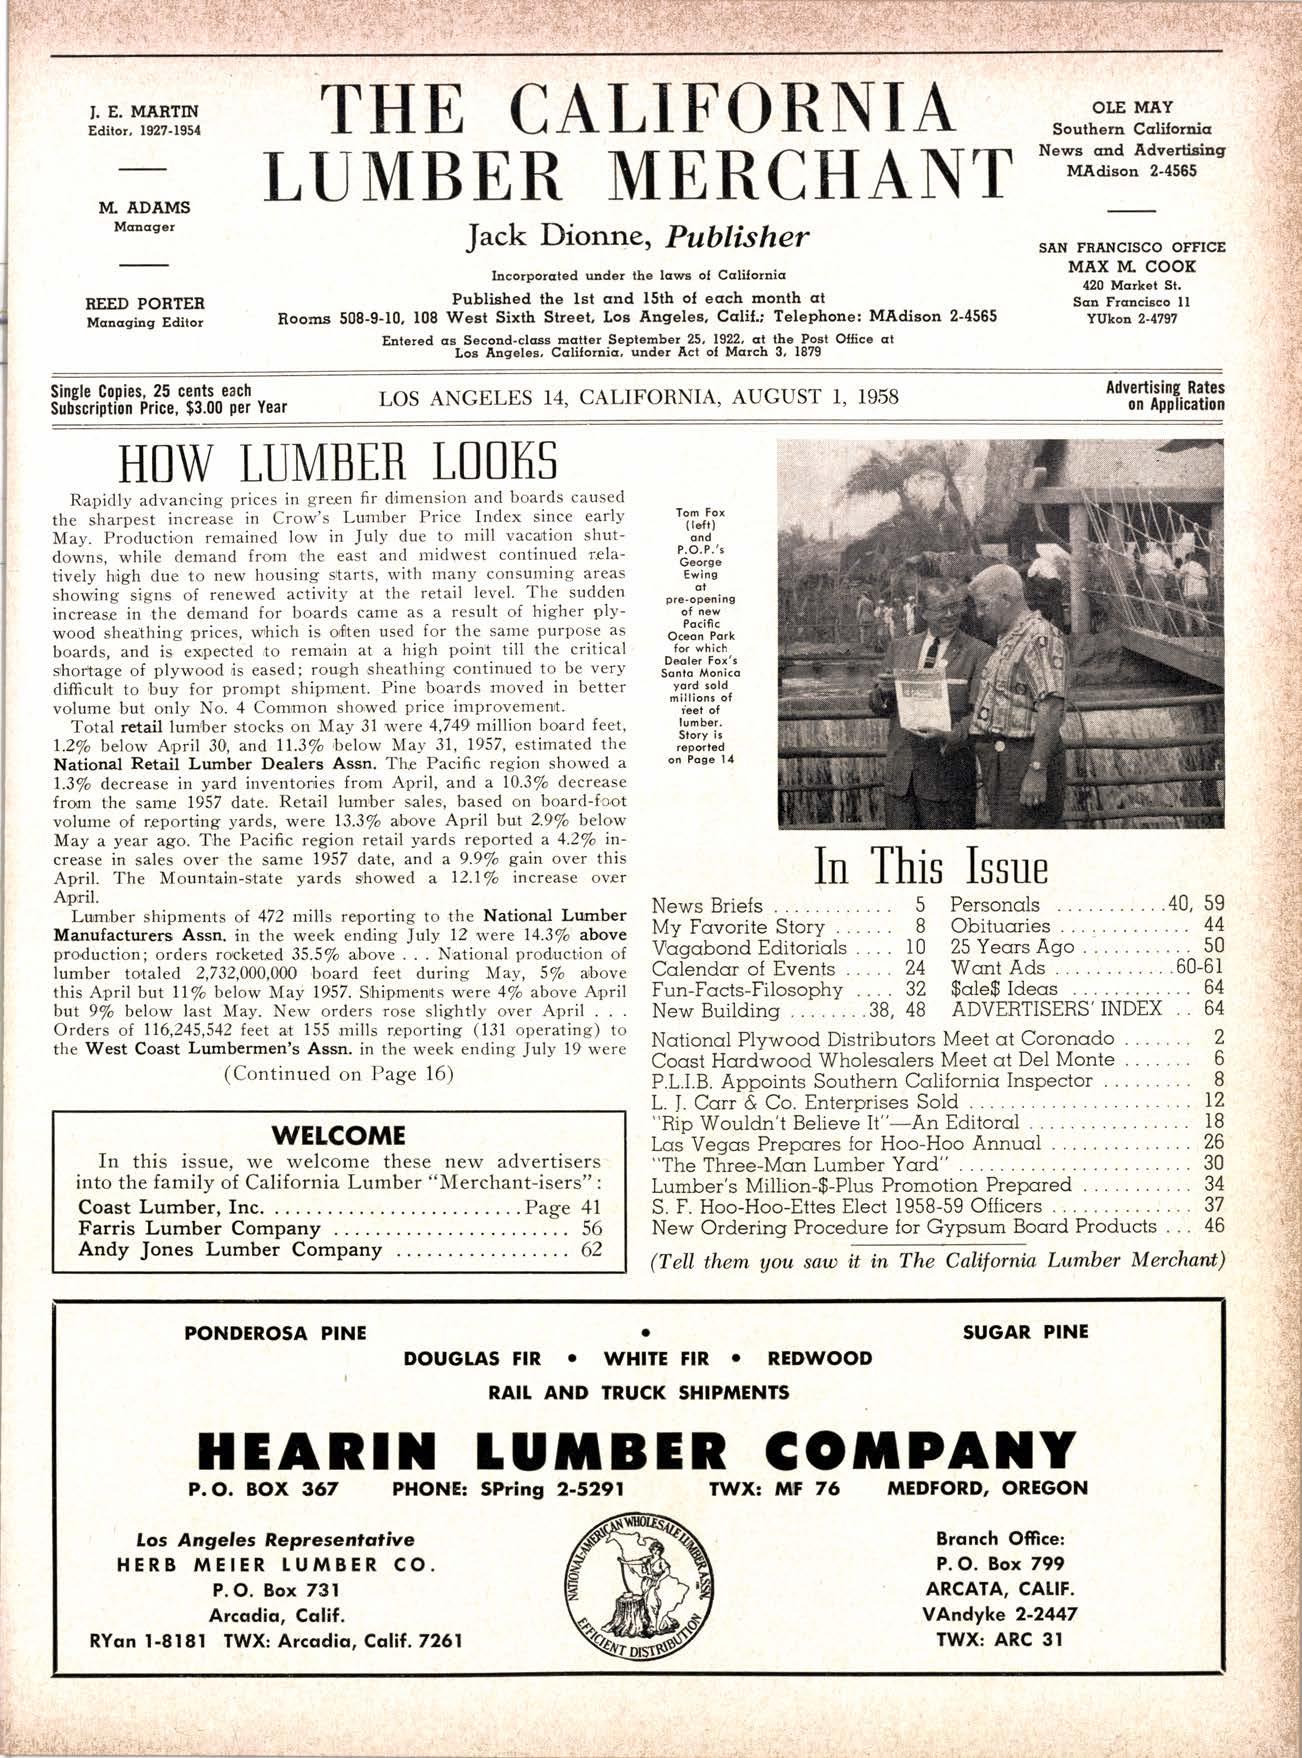 J. E. MARTIN
Editor, 1927-1954
M. ADAMS
Manager
REED PORTER
Managing Editor
THE CALIFORNIA
LUMBER MERCHANT
Jack Dionne, Publisher
Incorporated under the laws of California
Published the 1st and 15th of each month at
Rooms 508-9-10, 108 West Sixth Street, Los Angeles, Calif.; Telephone: MAdison 2-4565
Entered as Second-class matter September 25, 1922, at the Post Office at
Los Angeles, California, under Act of March 3, 1879
OLE MAY
Southern California
News and Advertising
MAdison 2-4565
SAN FRANCISCO OFFICE
MAX M. COOK
420 Market St.
San Francisco 11
YUkon 2-4797
Single Copies, 25 cents each
Subscription Price, $3.00 per Year
LOS ANGELES 14, CALIFORNIA, AUGUST 1, 1958
Advertising Rates
on Application
HOW LUMBER LOOKS
Rapidly advancing prices in green fir dimension and boards caused
the sharpest increase in Crow's Lumber Price Index since early
May. Production remained low in July due to mill vacation shut-
downs, while demand from the east and midwest continued rela-
tively high due to new housing starts, with many consuming areas
showing signs of renewed activity at the retail level. The sudden
increase in the demand for boards came as a result of higher ply-
wood sheathing prices, which is often used for the same purpose as
boards, and is expected to remain at a high point till the critical
shortage of plywood is eased; rough sheathing continued to be very
difficult to buy for prompt shipment. Pine boards moved in better
volume but only No. 4 Common showed price improvement.
Total retail lumber stocks on May 31 were 4,749 million board feet,
1.2% below April 30, and 11.3% below May 31, 1957, estimated the
National Retail Lumber Dealers Assn. The Pacific region showed a
1.3% decrease in yard inventories from April, and a 10.3% decrease
from the same 1957 date. Retail lumber sales, based on board-foot
volume of reporting yards, were 13.3% above April but 2.9% below
May a year ago. The Pacific region retail yards reported a 4.2% in-
crease in sales over the same 1957 date, and a 9.9% gain over this
April. The Mountain-state yards showed a 12.1% increase over
April.
Lumber shipments of 472 mills reporting to the National Lumber
Manufacturers Assn. in the week ending July 12 were 14.3% above
production; orders rocketed 35.5% above . . . National production of
lumber totaled 2,732,000,000 board feet during May, 5% above
this April but 11% below May 1957. Shipments were 4% above April
but 9% below last May. New orders rose slightly over April . . .
Orders of 116,245,542 feet at 155 mills reporting (131 operating) to
the West Coast Lumbermen's Assn. in the week ending July 19 were
(Continued on Page 16)
WELCOME
In this issue, we welcome these new advertisers
into the family of California Lumber "Merchant-isers":
Coast Lumber, Inc. ........................ Page 41
Farris Lumber Company ....................... 56
Andy Jones Lumber Company ................. 62
Tom Fox
(left)
and
P.O.P.'s
George
Ewing
at
pre-opening
of new
Pacific
Ocean Park
for which
Dealer Fox's
Santa Monica
yard sold
millions of
feet of
lumber.
Story is
reported
on Page 14
In This Issue
News Briefs ............ 5
My Favorite Story ...... 8
Vagabond Editorials .... 10
Calendar of Events ..... 24
Fun-Facts-Filosophy .... 32
New Building ........38, 48
Personals ...........40, 59
Obituaries ............. 44
25 Years Ago ........... 50
Want Ads ............60-61
$ale$ Ideas ............ 64
ADVERTISERS' INDEX .. 64
National Plywood Distributors Meet at Coronado ....... 2
Coast Hardwood Wholesalers Meet at Del Monte ....... 6
P.L.I.B. Appoints Southern California Inspector ......... 8
L. J. Carr & Co. Enterprises Sold ...................... 12
"Rip Wouldn't Believe It"—An Editoral ................ 18
Las Vegas Prepares for Hoo-Hoo Annual .............. 26
"The Three-Man Lumber Yard" ....................... 30
Lumber's Million-$-Plus Promotion Prepared ........... 34
S. F. Hoo-Hoo-Ettes Elect 1958-59 Officers .............. 37
New Ordering Procedure for Gypsum Board Products ... 46
(Tell them you saw it in The California Lumber Merchant)
PONDEROSA PINE • SUGAR PINE
DOUGLAS FIR • WHITE FIR • REDWOOD
RAIL AND TRUCK SHIPMENTS
HEARIN LUMBER COMPANY
P. O. BOX 367 PHONE: SPring 2-5291 TWX: MF 76 MEDFORD, OREGON
Los Angeles Representative
HERB MEIER LUMBER CO.
P. O. Box 731
Arcadia, Calif.
RYan 1-8181 TWX: Arcadia, Calif. 7261
NATIONAL-AMERICAN WHOLESALE LUMBER ASSN.
EFFICIENT DISTRIBUTION
Branch Office:
P. O. Box 799
ARCATA, CALIF.
VAndyke 2-2447
TWX: ARC 31